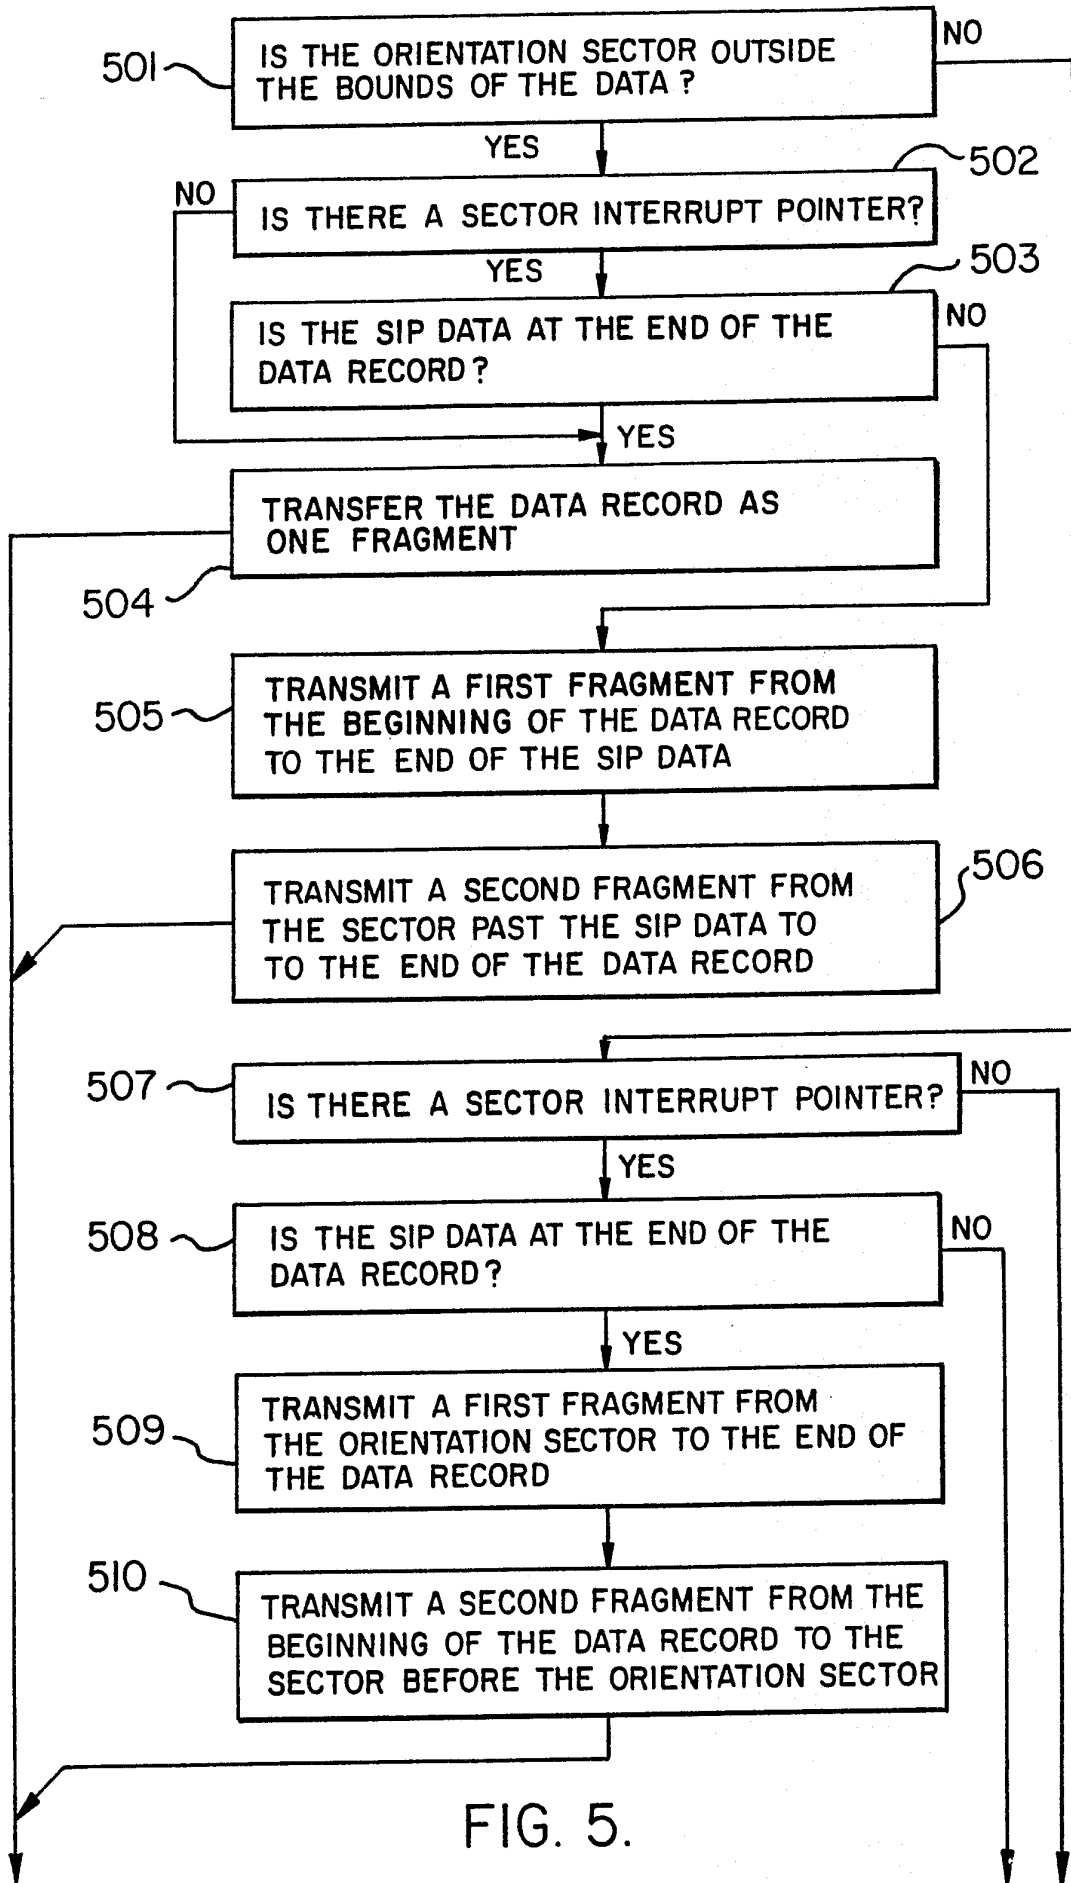 501
IS THE ORIENTATION SECTOR OUTSIDE
THE BOUNDS OF THE DATA?
NO
YES
502
NO
IS THERE A SECTOR INTERRUPT POINTER?
YES
503
IS THE SIP DATA AT THE END OF THE
DATA RECORD?
NO
YES
TRANSFER THE DATA RECORD AS
ONE FRAGMENT
504
505
TRANSMIT A FIRST FRAGMENT FROM
THE BEGINNING OF THE DATA RECORD
TO THE END OF THE SIP DATA
506
TRANSMIT A SECOND FRAGMENT FROM
THE SECTOR PAST THE SIP DATA TO
TO THE END OF THE DATA RECORD
507
IS THERE A SECTOR INTERRUPT POINTER?
NO
YES
508
IS THE SIP DATA AT THE END OF THE
DATA RECORD?
NO
YES
509
TRANSMIT A FIRST FRAGMENT FROM
THE ORIENTATION SECTOR TO THE END OF
THE DATA RECORD
510
TRANSMIT A SECOND FRAGMENT FROM THE
BEGINNING OF THE DATA RECORD TO THE
SECTOR BEFORE THE ORIENTATION SECTOR
FIG. 5.